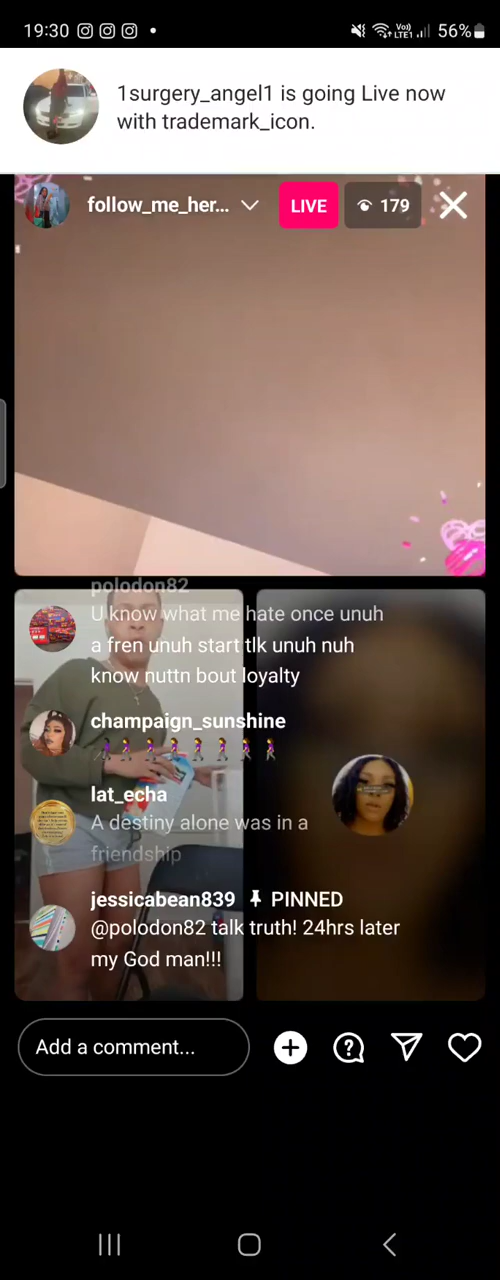 19:30
Vo))
LTE1
56%
1surgery_angel1 is going Live now
with trademark_icon.
follow_me_her...
LIVE
179
polodon82
U know what me hate once unuh
a fren unuh start tlk unuh nuh
know nuttn bout loyalty
champaign_sunshine
lat_echa
A destiny alone was in a
friendship
jessicabean839 PINNED
@polodon82 talk truth! 24hrs later
my God man!!!
Add a comment...